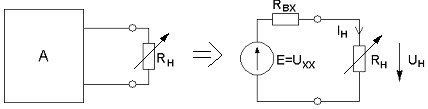 A
R_H
R_BX
I_H
E=U_XX
R_H
U_H